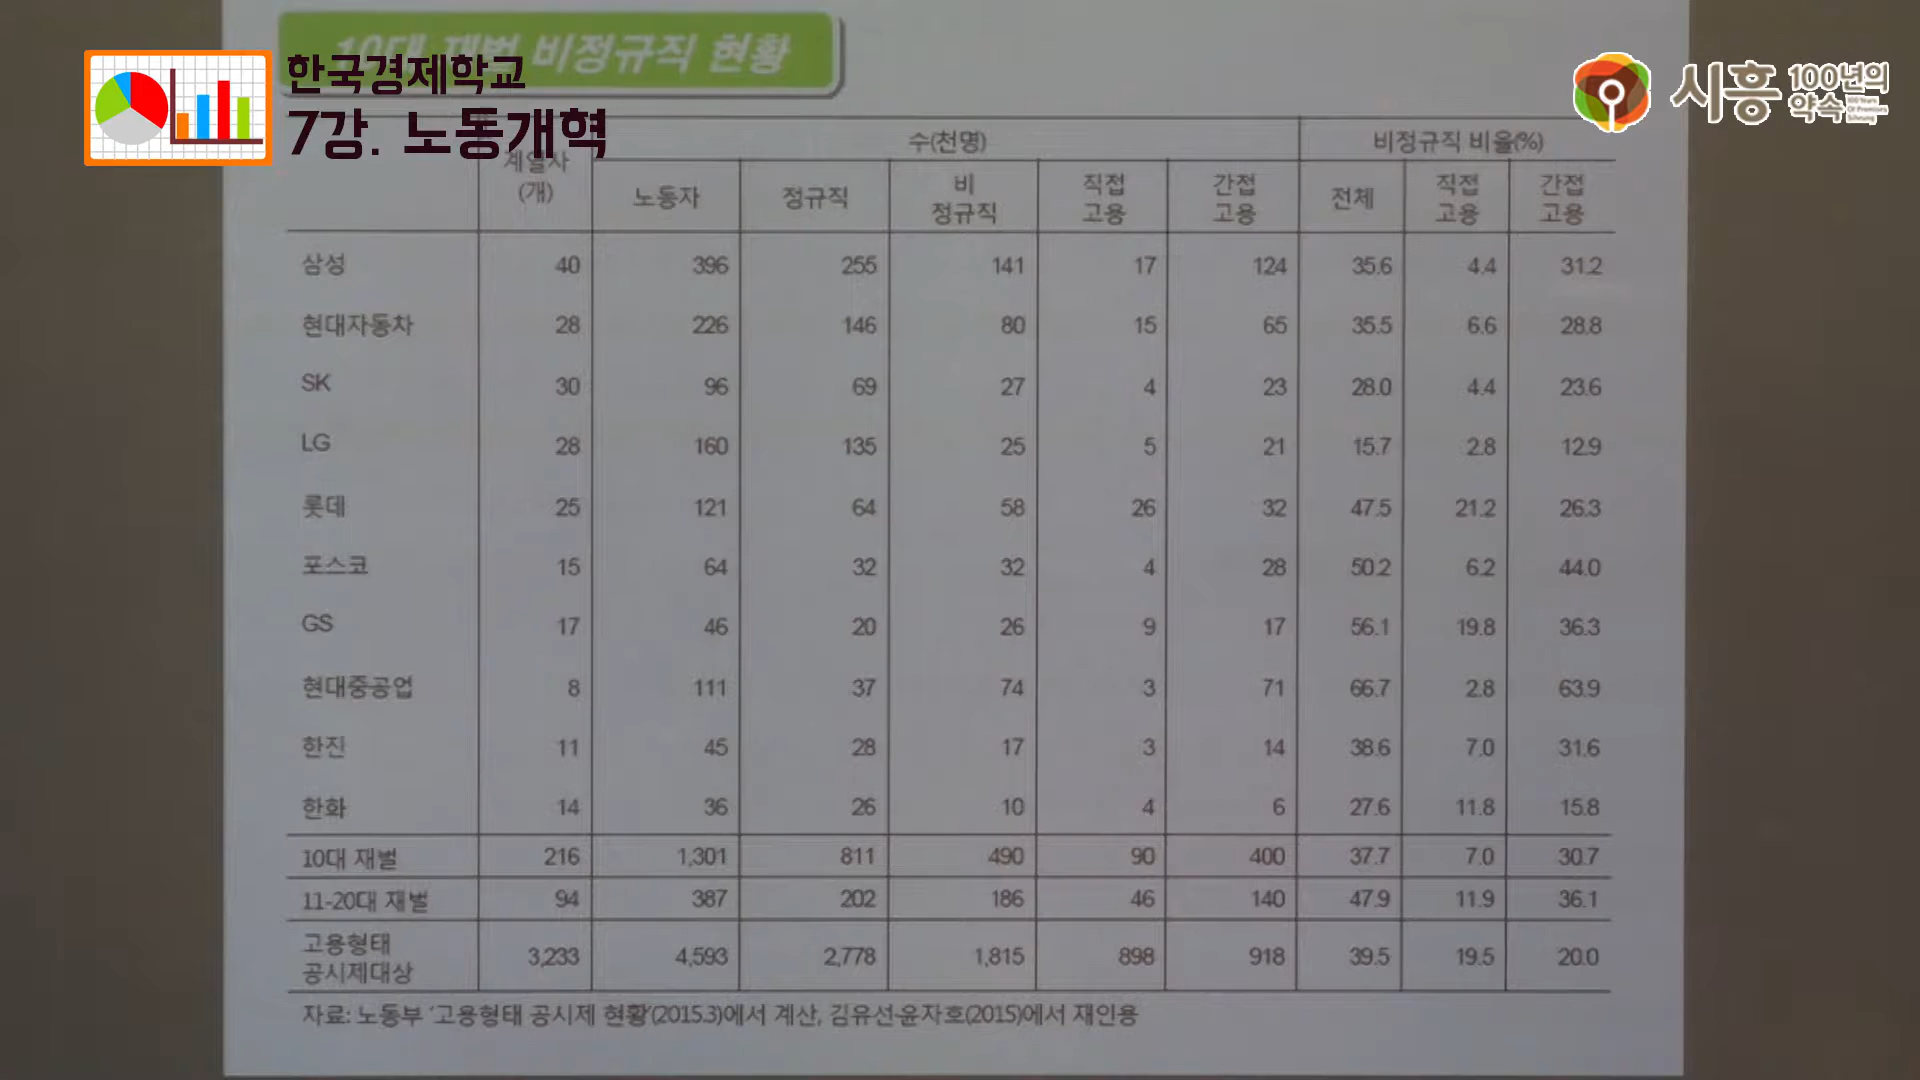 10대 재벌 비정규직 현황
한국경제학교
7강. 노동개혁
시흥 100년의 약속
계열사 (개) 수(천명) 비정규직 비율(%)
노동자 정규직 비정규직 직접고용 간접고용 전체 직접고용 간접고용
삼성 40 396 255 141 17 124 35.6 4.4 31.2
현대자동차 28 226 146 80 15 65 35.5 6.6 28.8
SK 30 96 69 27 4 23 28.0 4.4 23.6
LG 28 160 135 25 5 21 15.7 2.8 12.9
롯데 25 121 64 58 26 32 47.5 21.2 26.3
포스코 15 64 32 32 4 28 50.2 6.2 44.0
GS 17 46 20 26 9 17 56.1 19.8 36.3
현대중공업 8 111 37 74 3 71 66.7 2.8 63.9
한진 11 45 28 17 3 14 38.6 7.0 31.6
한화 14 36 26 10 4 6 27.6 11.8 15.8
10대 재벌 216 1,301 811 490 90 400 37.7 7.0 30.7
11-20대 재벌 94 387 202 186 46 140 47.9 11.9 36.1
고용형태 공시제대상 3,233 4,593 2,778 1,815 898 918 39.5 19.5 20.0
자료: 노동부 '고용형태 공시제 현황'(2015.3)에서 계산, 김유선·윤자호(2015)에서 재인용